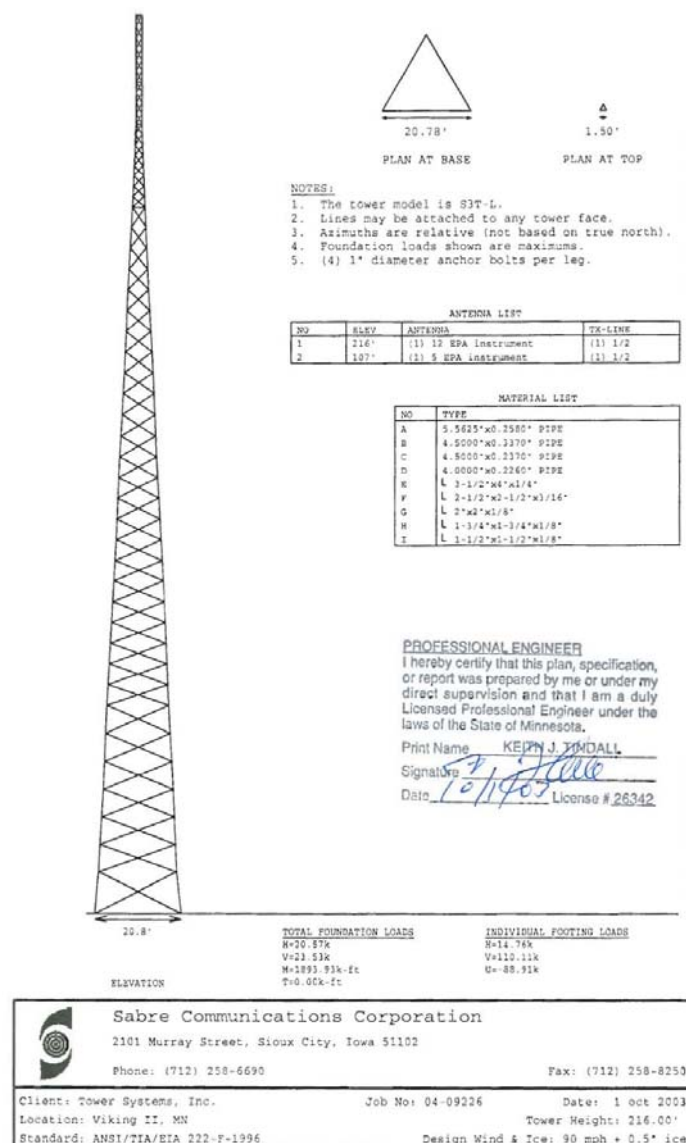 20.78'
1.50'
PLAN AT BASE
PLAN AT TOP
NOTES:
1. The tower model is S3T-L.
2. Lines may be attached to any tower face.
3. Azimuths are relative (not based on true north).
4. Foundation loads shown are maximums.
5. (4) 1" diameter anchor bolts per leg.
ANTENNA LIST
NO ELEV ANTENNA TX-LINE
1 216' (1) 12 EPA instrument (1) 1/2
2 107' (1) 5 EPA instrument (1) 1/2
MATERIAL LIST
NO TYPE
A 5.5625"x0.2580" PIPE
B 4.5000"x0.3370" PIPE
C 4.5000"x0.2370" PIPE
D 4.0000"x0.2260" PIPE
E L 3-1/2"x4"x1/4"
F L 2-1/2"x2-1/2"x3/16"
G L 2"x2"x1/8"
H L 1-3/4"x1-3/4"x1/8"
I L 1-1/2"x1-1/2"x1/8"
PROFESSIONAL ENGINEER
I hereby certify that this plan, specification,
or report was prepared by me or under my
direct supervision and that I am a duly
Licensed Professional Engineer under the
laws of the State of Minnesota.
Print Name KEITH J. TINDALL
Signature
Date 10/1/03 License # 26342
20.8'
ELEVATION
TOTAL FOUNDATION LOADS
H=20.57k
V=23.53k
M=1893.93k-ft
T=0.00k-ft
INDIVIDUAL FOOTING LOADS
H=14.76k
V=110.11k
U=-88.91k
Sabre Communications Corporation
2101 Murray Street, Sioux City, Iowa 51102
Phone: (712) 258-6690 Fax: (712) 258-8250
Client: Tower Systems, Inc. Job No: 04-09226 Date: 1 oct 2003
Location: Viking II, MN Tower Height: 216.00'
Standard: ANSI/TIA/EIA 222-F-1996 Design Wind & Ice: 90 mph + 0.5" ice